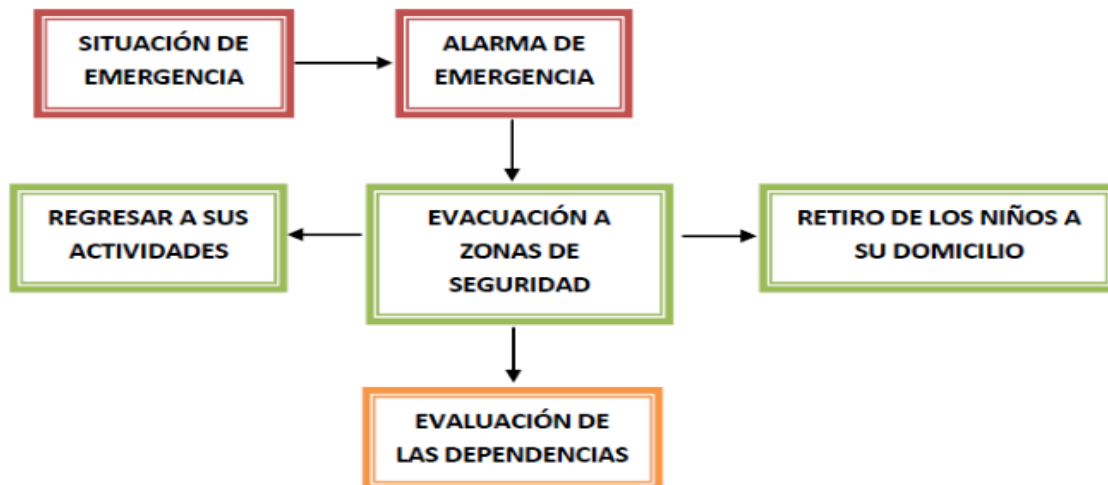 SITUACIÓN DE
EMERGENCIA
ALARMA DE
EMERGENCIA
REGRESAR A SUS
ACTIVIDADES
EVACUACIÓN A
ZONAS DE
SEGURIDAD
RETIRO DE LOS NIÑOS A
SU DOMICILIO
EVALUACIÓN DE
LAS DEPENDENCIAS